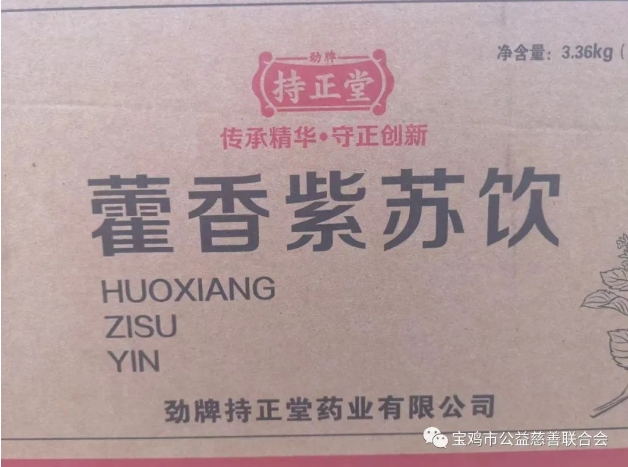 净含量：3.36kg（
劲牌
持正堂
传承精华·守正创新
藿香紫苏饮
HUOXIANG
ZISU
YIN
劲牌持正堂药业有限公司
宝鸡市公益慈善联合会